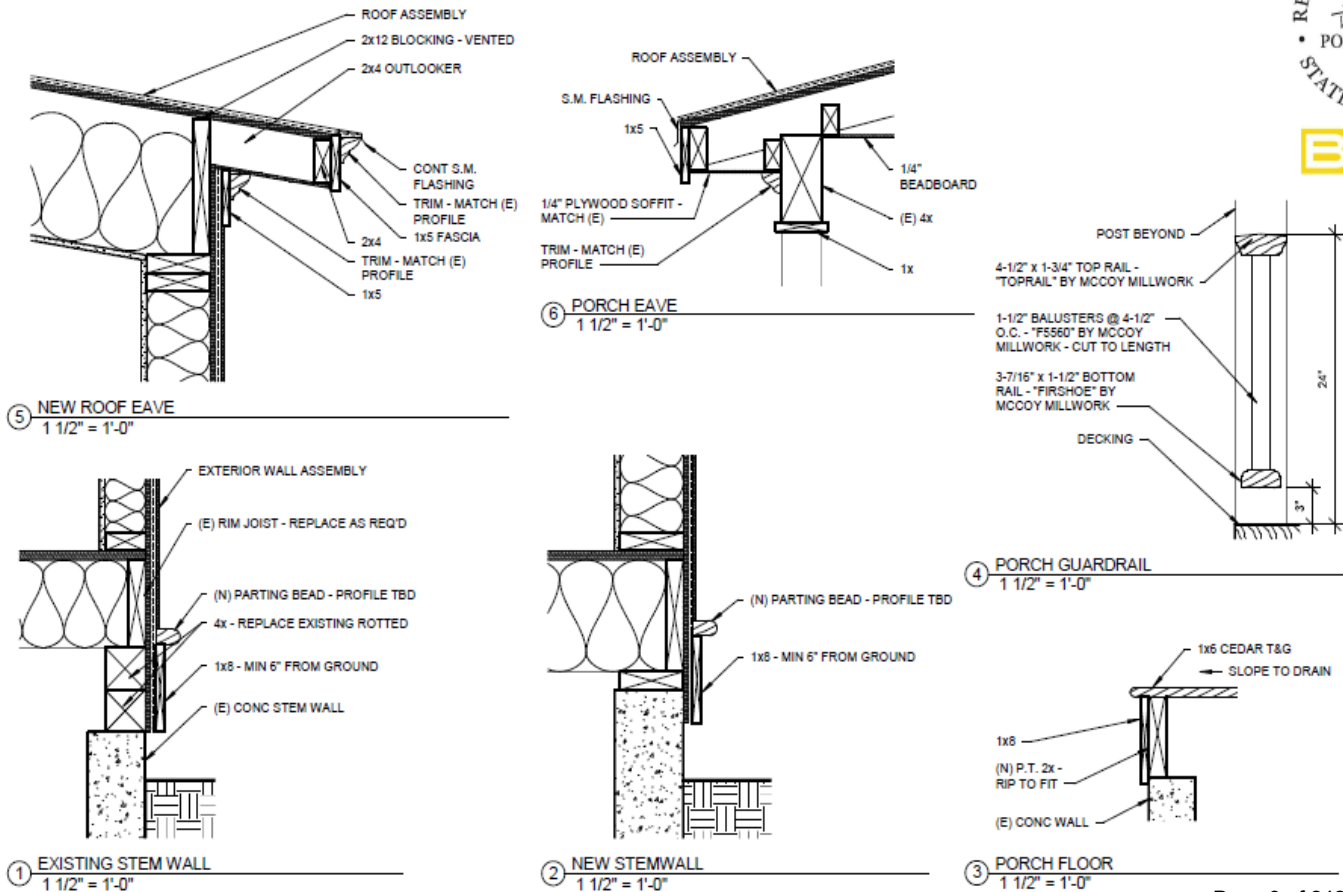 ROOF ASSEMBLY
2x12 BLOCKING - VENTED
2x4 OUTLOOKER
CONT S.M.
FLASHING
TRIM - MATCH (E)
PROFILE
1x5 FASCIA
2x4
TRIM - MATCH (E)
PROFILE
1x5
5 NEW ROOF EAVE
1 1/2" = 1'-0"
ROOF ASSEMBLY
S.M. FLASHING
1x5
1/4" PLYWOOD SOFFIT -
MATCH (E)
TRIM - MATCH (E)
PROFILE
1/4"
BEADBOARD
(E) 4x
1x
6 PORCH EAVE
1 1/2" = 1'-0"
POST BEYOND
4-1/2" x 1-3/4" TOP RAIL -
"TOPRAIL" BY MCCOY MILLWORK
1-1/2" BALUSTERS @ 4-1/2"
O.C. - "F5560" BY MCCOY
MILLWORK - CUT TO LENGTH
3-7/16" x 1-1/2" BOTTOM
RAIL - "FIRSHOE" BY
MCCOY MILLWORK
DECKING
24"
3"
4 PORCH GUARDRAIL
1 1/2" = 1'-0"
EXTERIOR WALL ASSEMBLY
(E) RIM JOIST - REPLACE AS REQ'D
(N) PARTING BEAD - PROFILE TBD
4x - REPLACE EXISTING ROTTED
1x8 - MIN 6" FROM GROUND
(E) CONC STEM WALL
1 EXISTING STEM WALL
1 1/2" = 1'-0"
(N) PARTING BEAD - PROFILE TBD
1x8 - MIN 6" FROM GROUND
2 NEW STEMWALL
1 1/2" = 1'-0"
1x6 CEDAR T&G
SLOPE TO DRAIN
1x8
(N) P.T. 2x -
RIP TO FIT
(E) CONC WALL
3 PORCH FLOOR
1 1/2" = 1'-0"